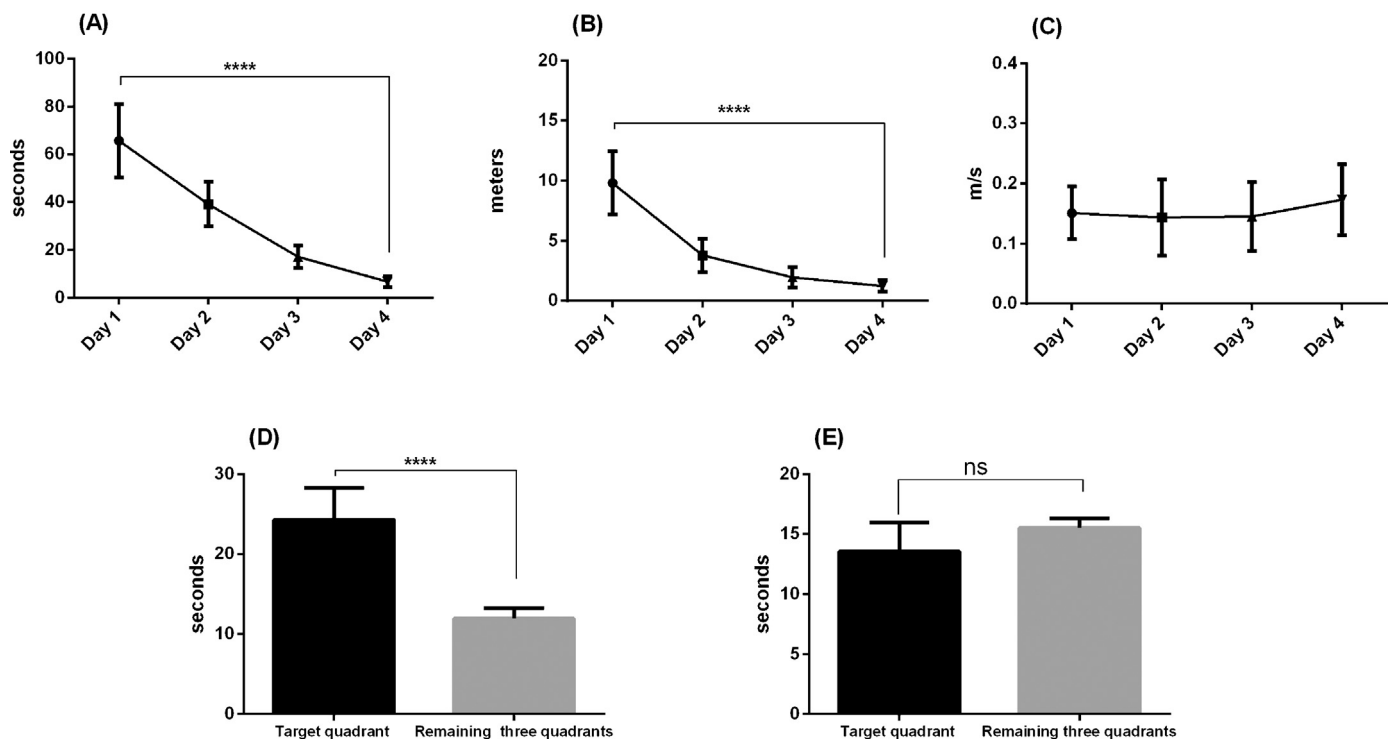 (A)
100
80
60
40
20
0
seconds
****
Day 1
Day 2
Day 3
Day 4
(B)
20
15
10
5
0
meters
****
Day 1
Day 2
Day 3
Day 4
(C)
0.4
0.3
0.2
0.1
0.0
m/s
Day 1
Day 2
Day 3
Day 4
(D)
30
20
10
0
seconds
****
Target quadrant
Remaining three quadrants
(E)
20
15
10
5
0
seconds
ns
Target quadrant
Remaining three quadrants